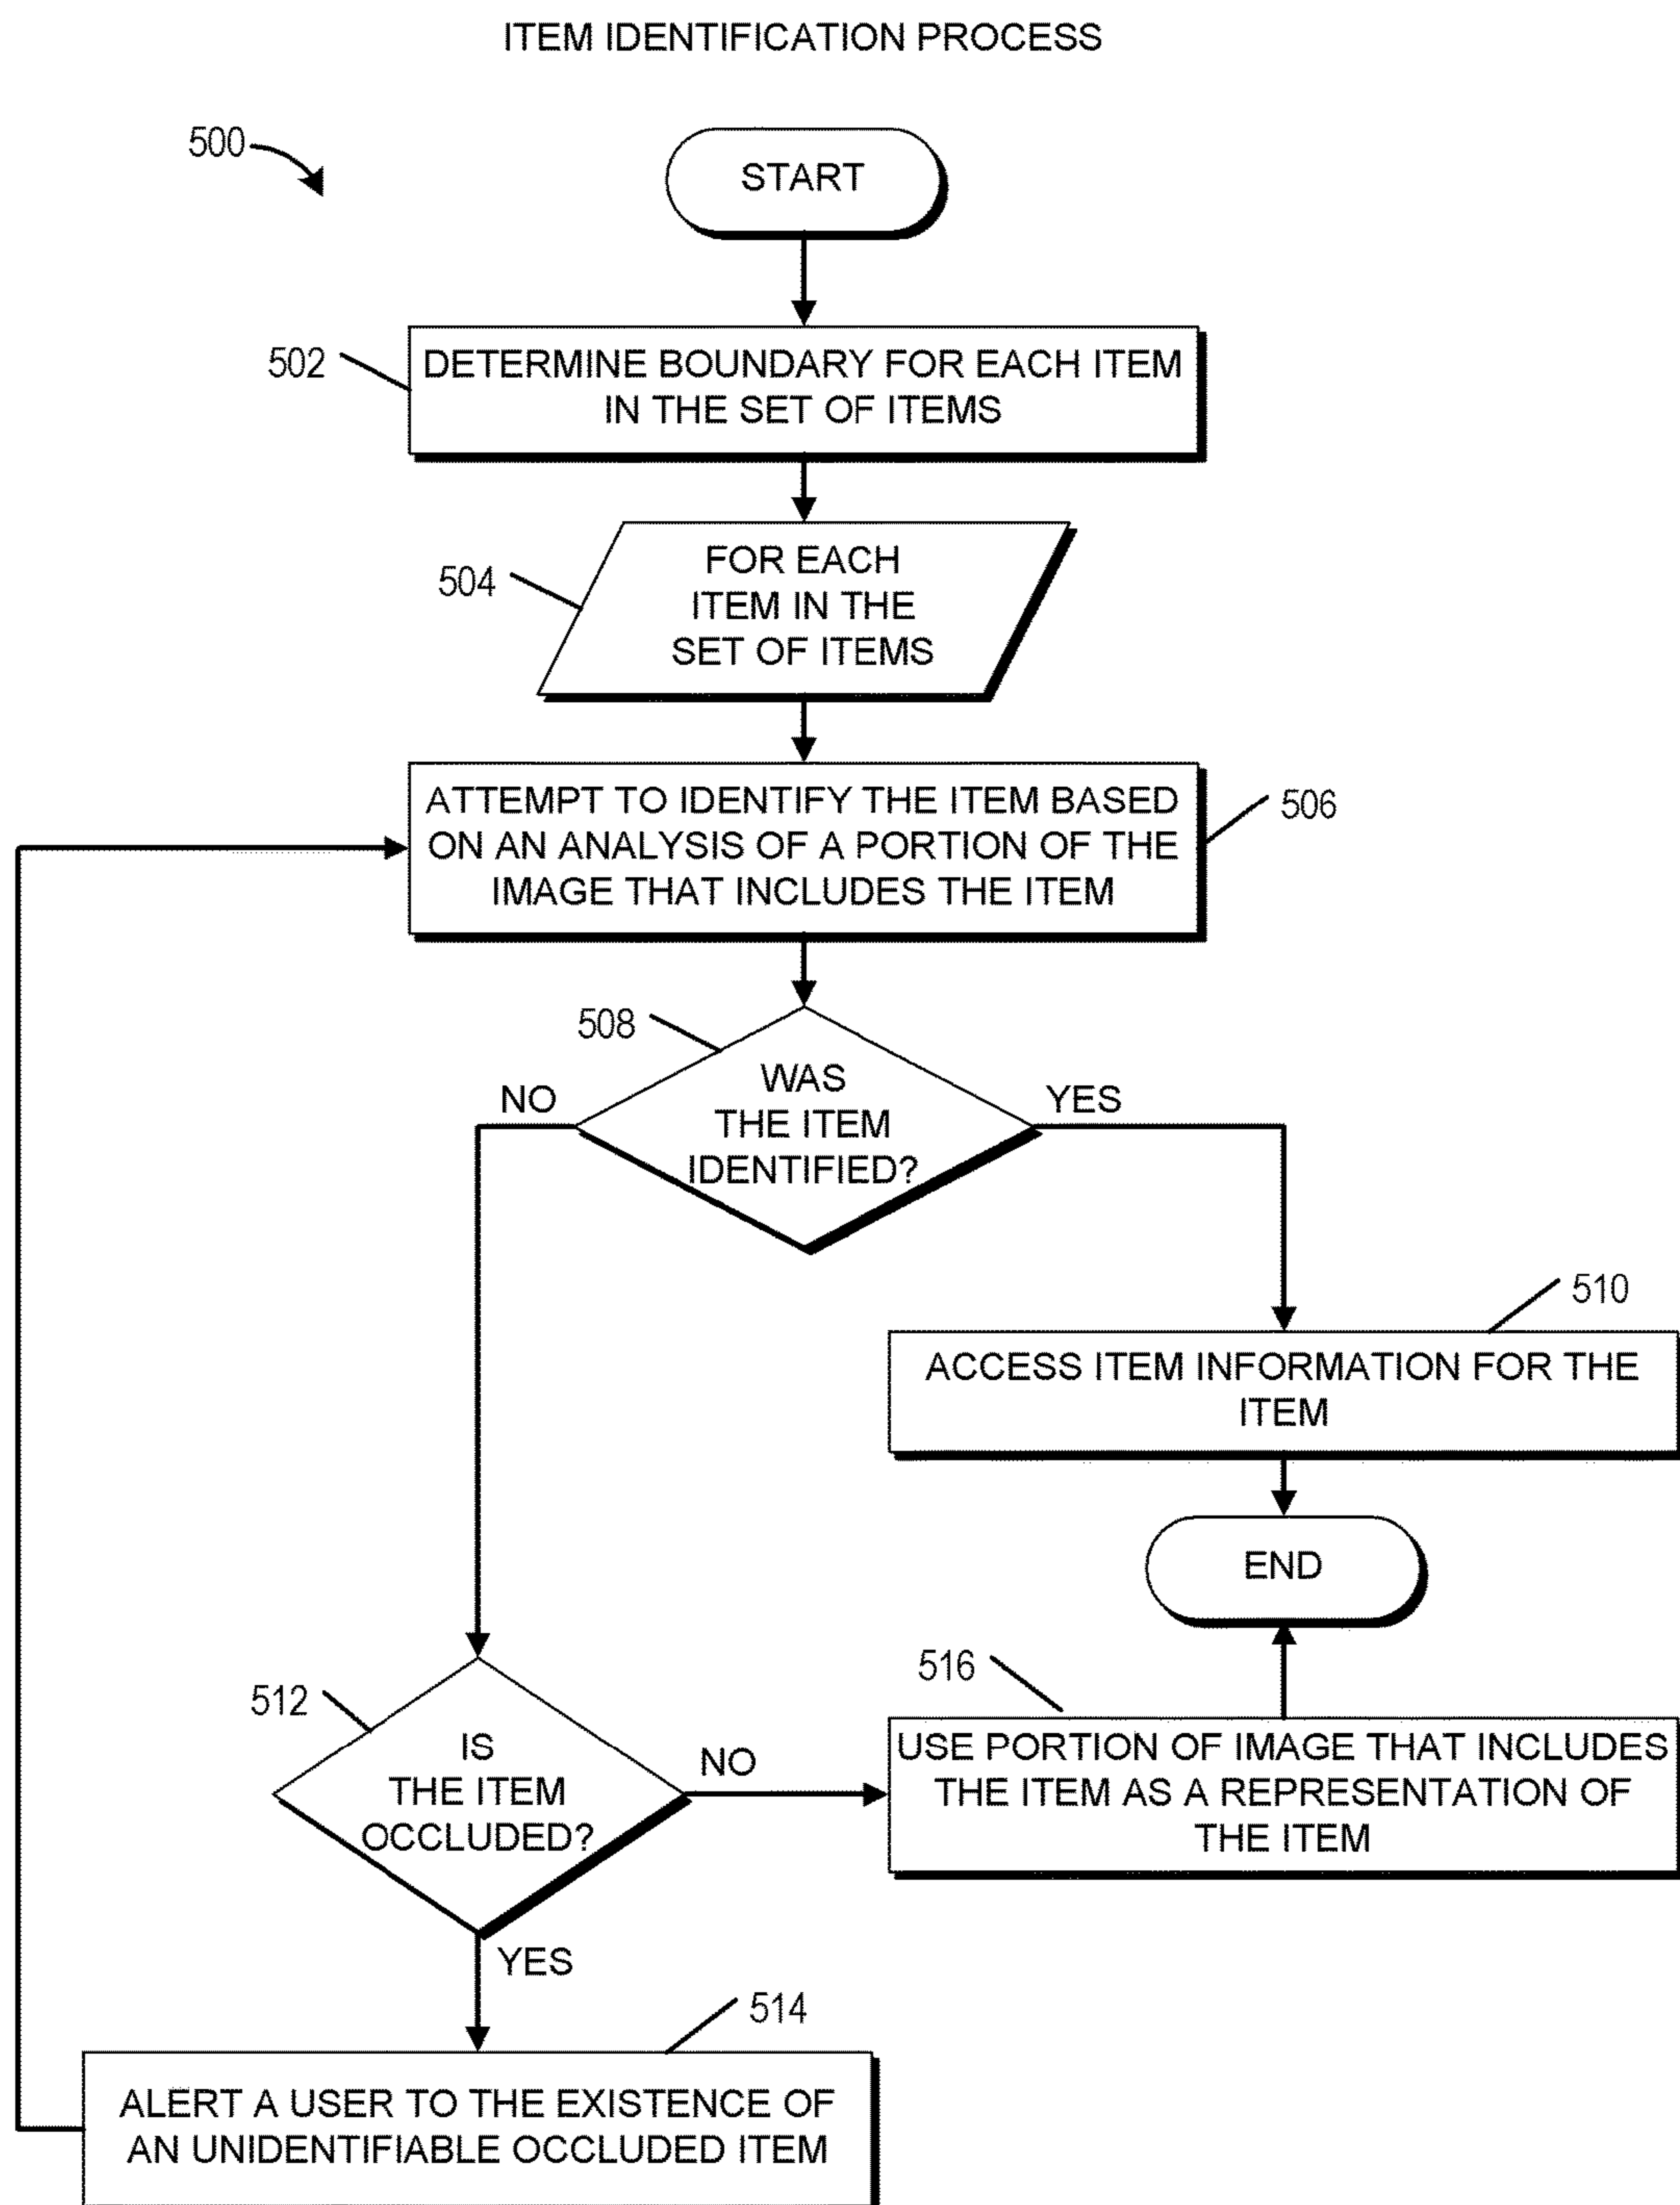 ITEM IDENTIFICATION PROCESS
500
START
502
DETERMINE BOUNDARY FOR EACH ITEM
IN THE SET OF ITEMS
504
FOR EACH
ITEM IN THE
SET OF ITEMS
ATTEMPT TO IDENTIFY THE ITEM BASED
ON AN ANALYSIS OF A PORTION OF THE
IMAGE THAT INCLUDES THE ITEM
506
508
WAS
THE ITEM
IDENTIFIED?
NO
YES
510
ACCESS ITEM INFORMATION FOR THE
ITEM
END
512
IS
THE ITEM
OCCLUDED?
NO
YES
516
USE PORTION OF IMAGE THAT INCLUDES
THE ITEM AS A REPRESENTATION OF
THE ITEM
514
ALERT A USER TO THE EXISTENCE OF
AN UNIDENTIFIABLE OCCLUDED ITEM